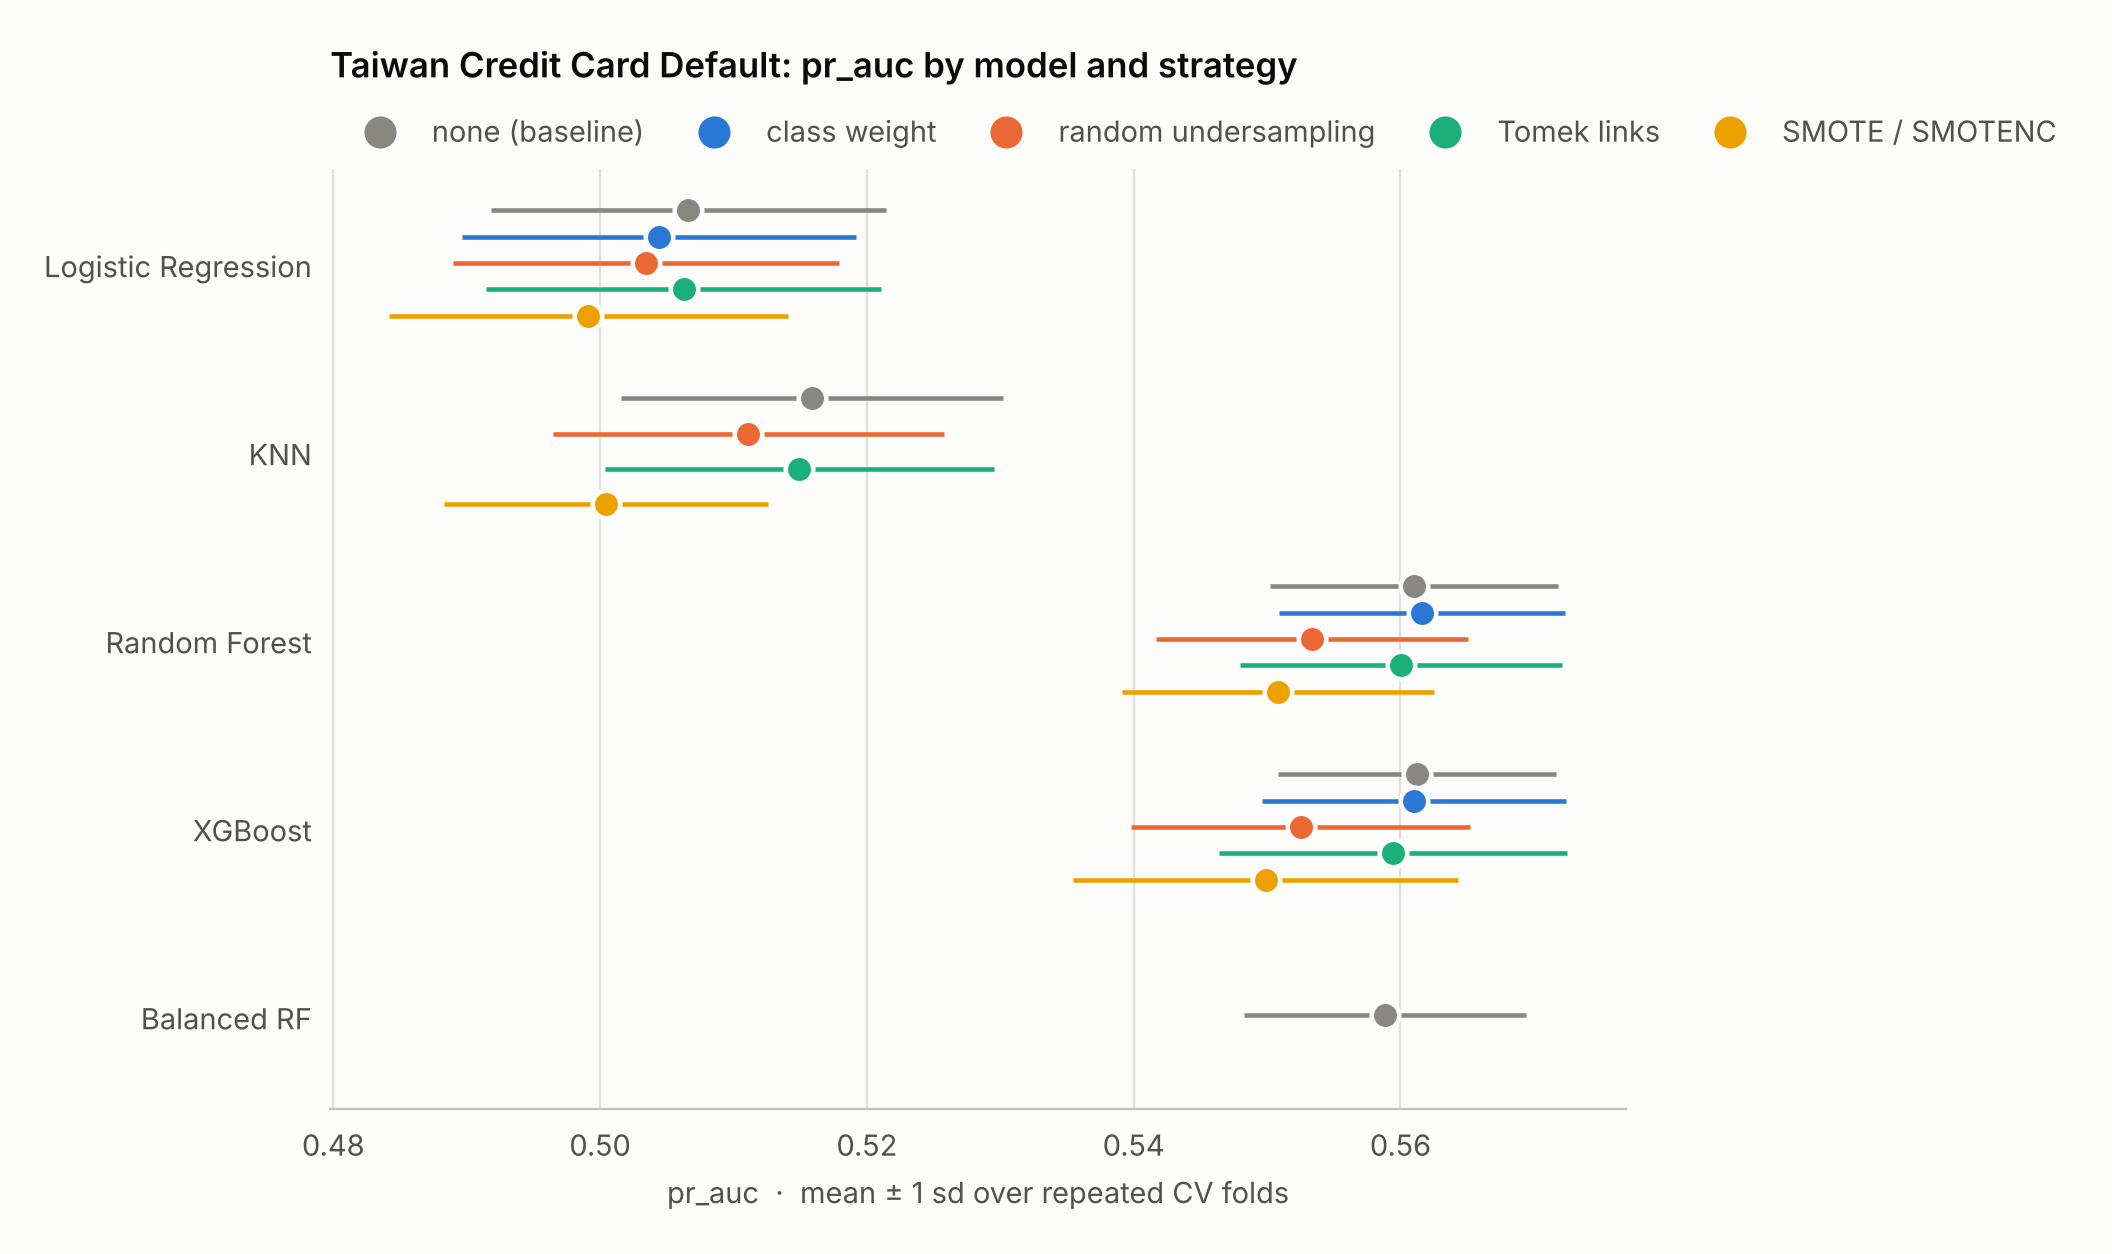 Taiwan Credit Card Default: pr_auc by model and strategy
none (baseline) class weight random undersampling Tomek links SMOTE / SMOTENC
Logistic Regression
KNN
Random Forest
XGBoost
Balanced RF
0.48 0.50 0.52 0.54 0.56
pr_auc · mean ± 1 sd over repeated CV folds